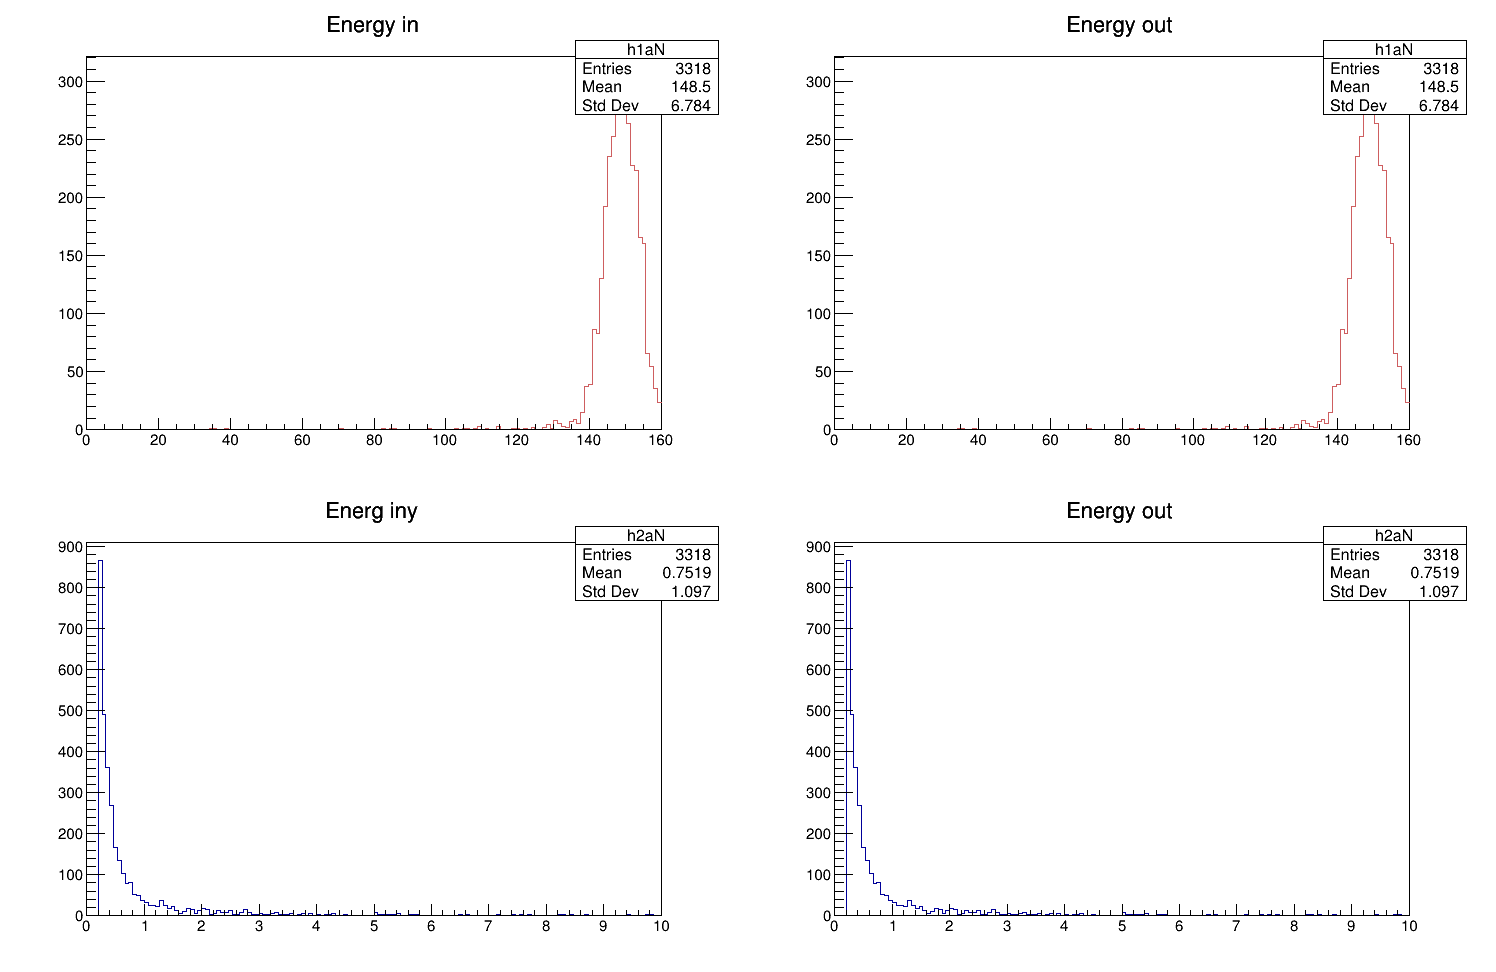 Energy in
h1aN
Entries 3318
Mean 148.5
Std Dev 6.784
300
250
200
150
100
50
0
0 20 40 60 80 100 120 140 160
Energy out
h1aN
Entries 3318
Mean 148.5
Std Dev 6.784
300
250
200
150
100
50
0
0 20 40 60 80 100 120 140 160
Energ iny
h2aN
Entries 3318
Mean 0.7519
Std Dev 1.097
900
800
700
600
500
400
300
200
100
0
0 1 2 3 4 5 6 7 8 9 10
Energy out
h2aN
Entries 3318
Mean 0.7519
Std Dev 1.097
900
800
700
600
500
400
300
200
100
0
0 1 2 3 4 5 6 7 8 9 10